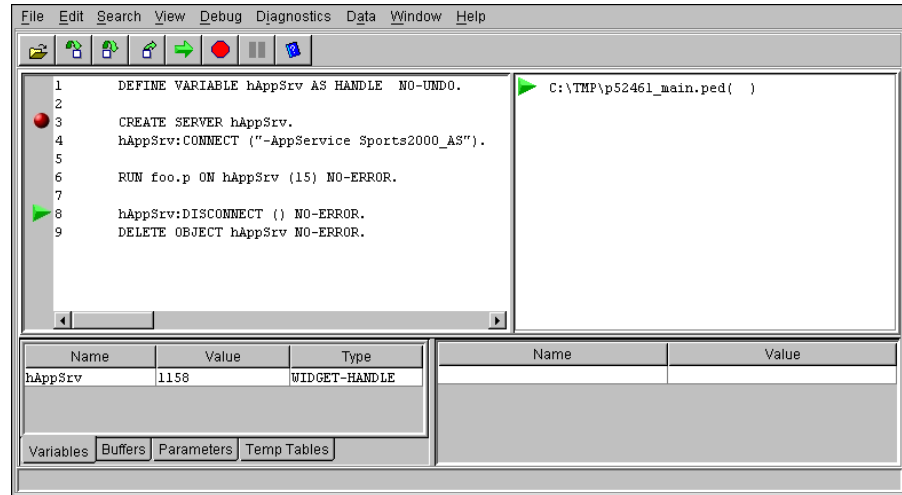 File Edit Search View Debug Diagnostics Data Window Help
1 DEFINE VARIABLE hAppSrv AS HANDLE NO-UNDO.
2
3 CREATE SERVER hAppSrv.
4 hAppSrv:CONNECT ("-AppService Sports2000_AS").
5
6 RUN foo.p ON hAppSrv (15) NO-ERROR.
7
8 hAppSrv:DISCONNECT () NO-ERROR.
9 DELETE OBJECT hAppSrv NO-ERROR.
C:\TMP\p52461_main.ped( )
Name Value Type
hAppSrv 1158 WIDGET-HANDLE
Variables Buffers Parameters Temp Tables
Name Value